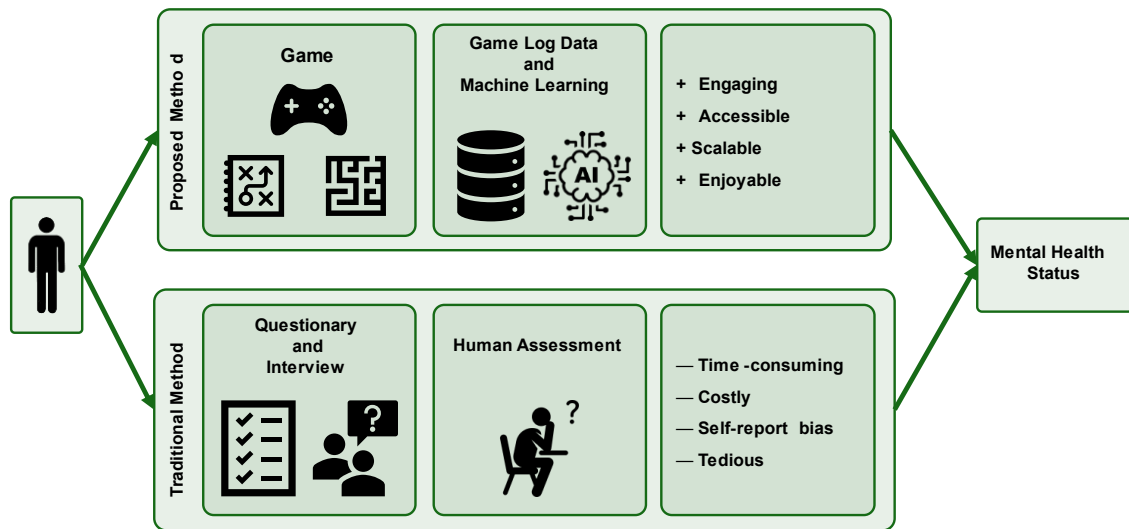 Proposed Metho d
Game
Game Log Data
and
Machine Learning
AI
+ Engaging
+ Accessible
+ Scalable
+ Enjoyable
Mental Health
Status
Traditional Method
Questionary
and
Interview
?
Human Assessment
?
— Time -consuming
— Costly
— Self-report bias
— Tedious